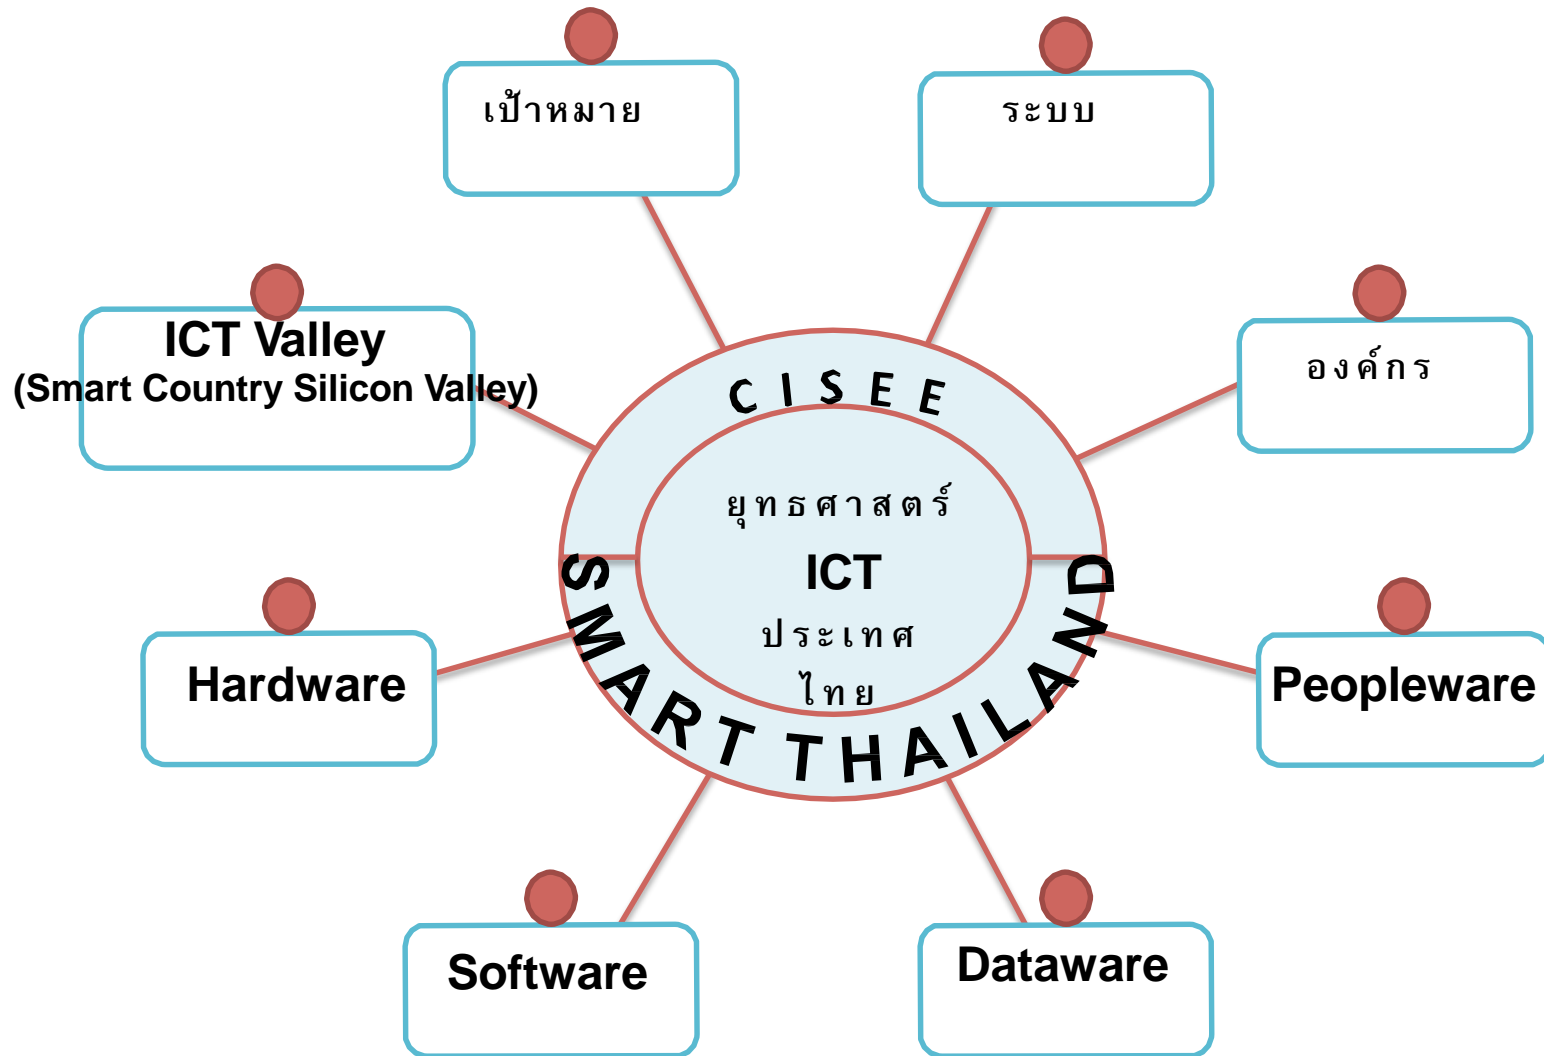 เป้าหมาย
ระบบ
ICT Valley
(Smart Country Silicon Valley)
องค์กร
CISEE
ยุทธศาสตร์
ICT
ประเทศ
ไทย
SMART THAILAND
Hardware
Peopleware
Software
Dataware